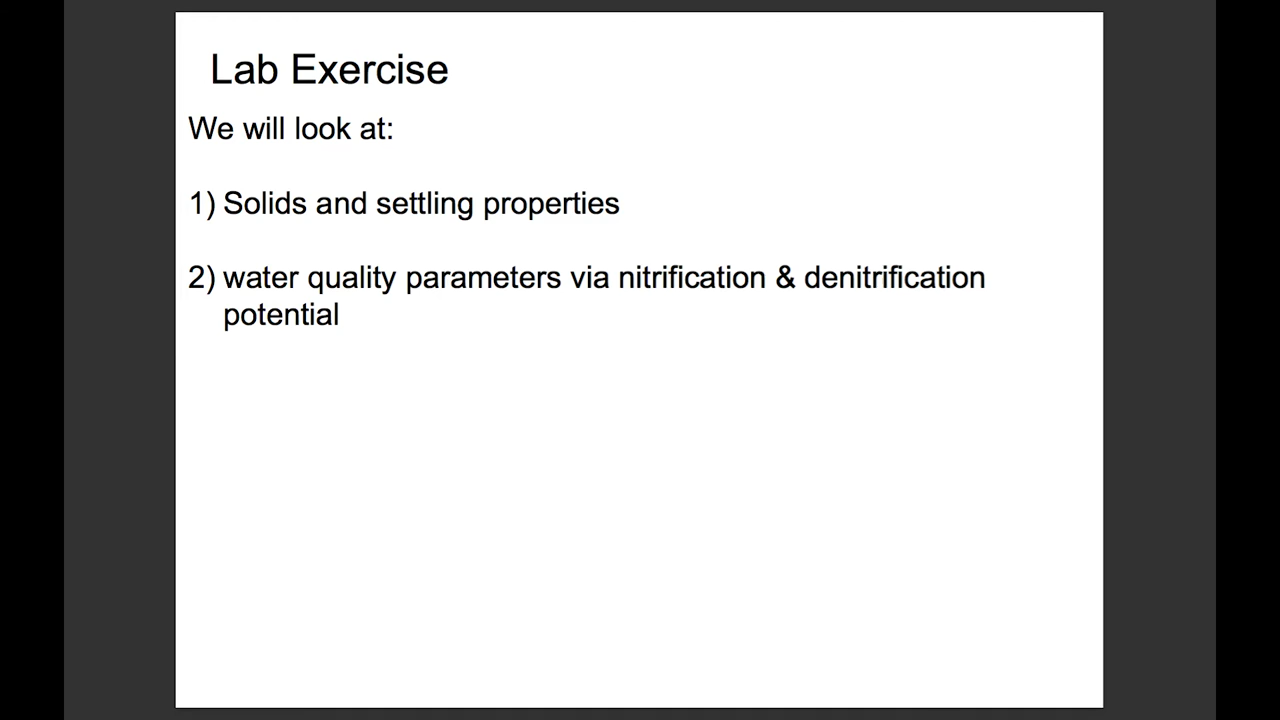 Lab Exercise
We will look at:
1) Solids and settling properties
2) water quality parameters via nitrification & denitrification
potential